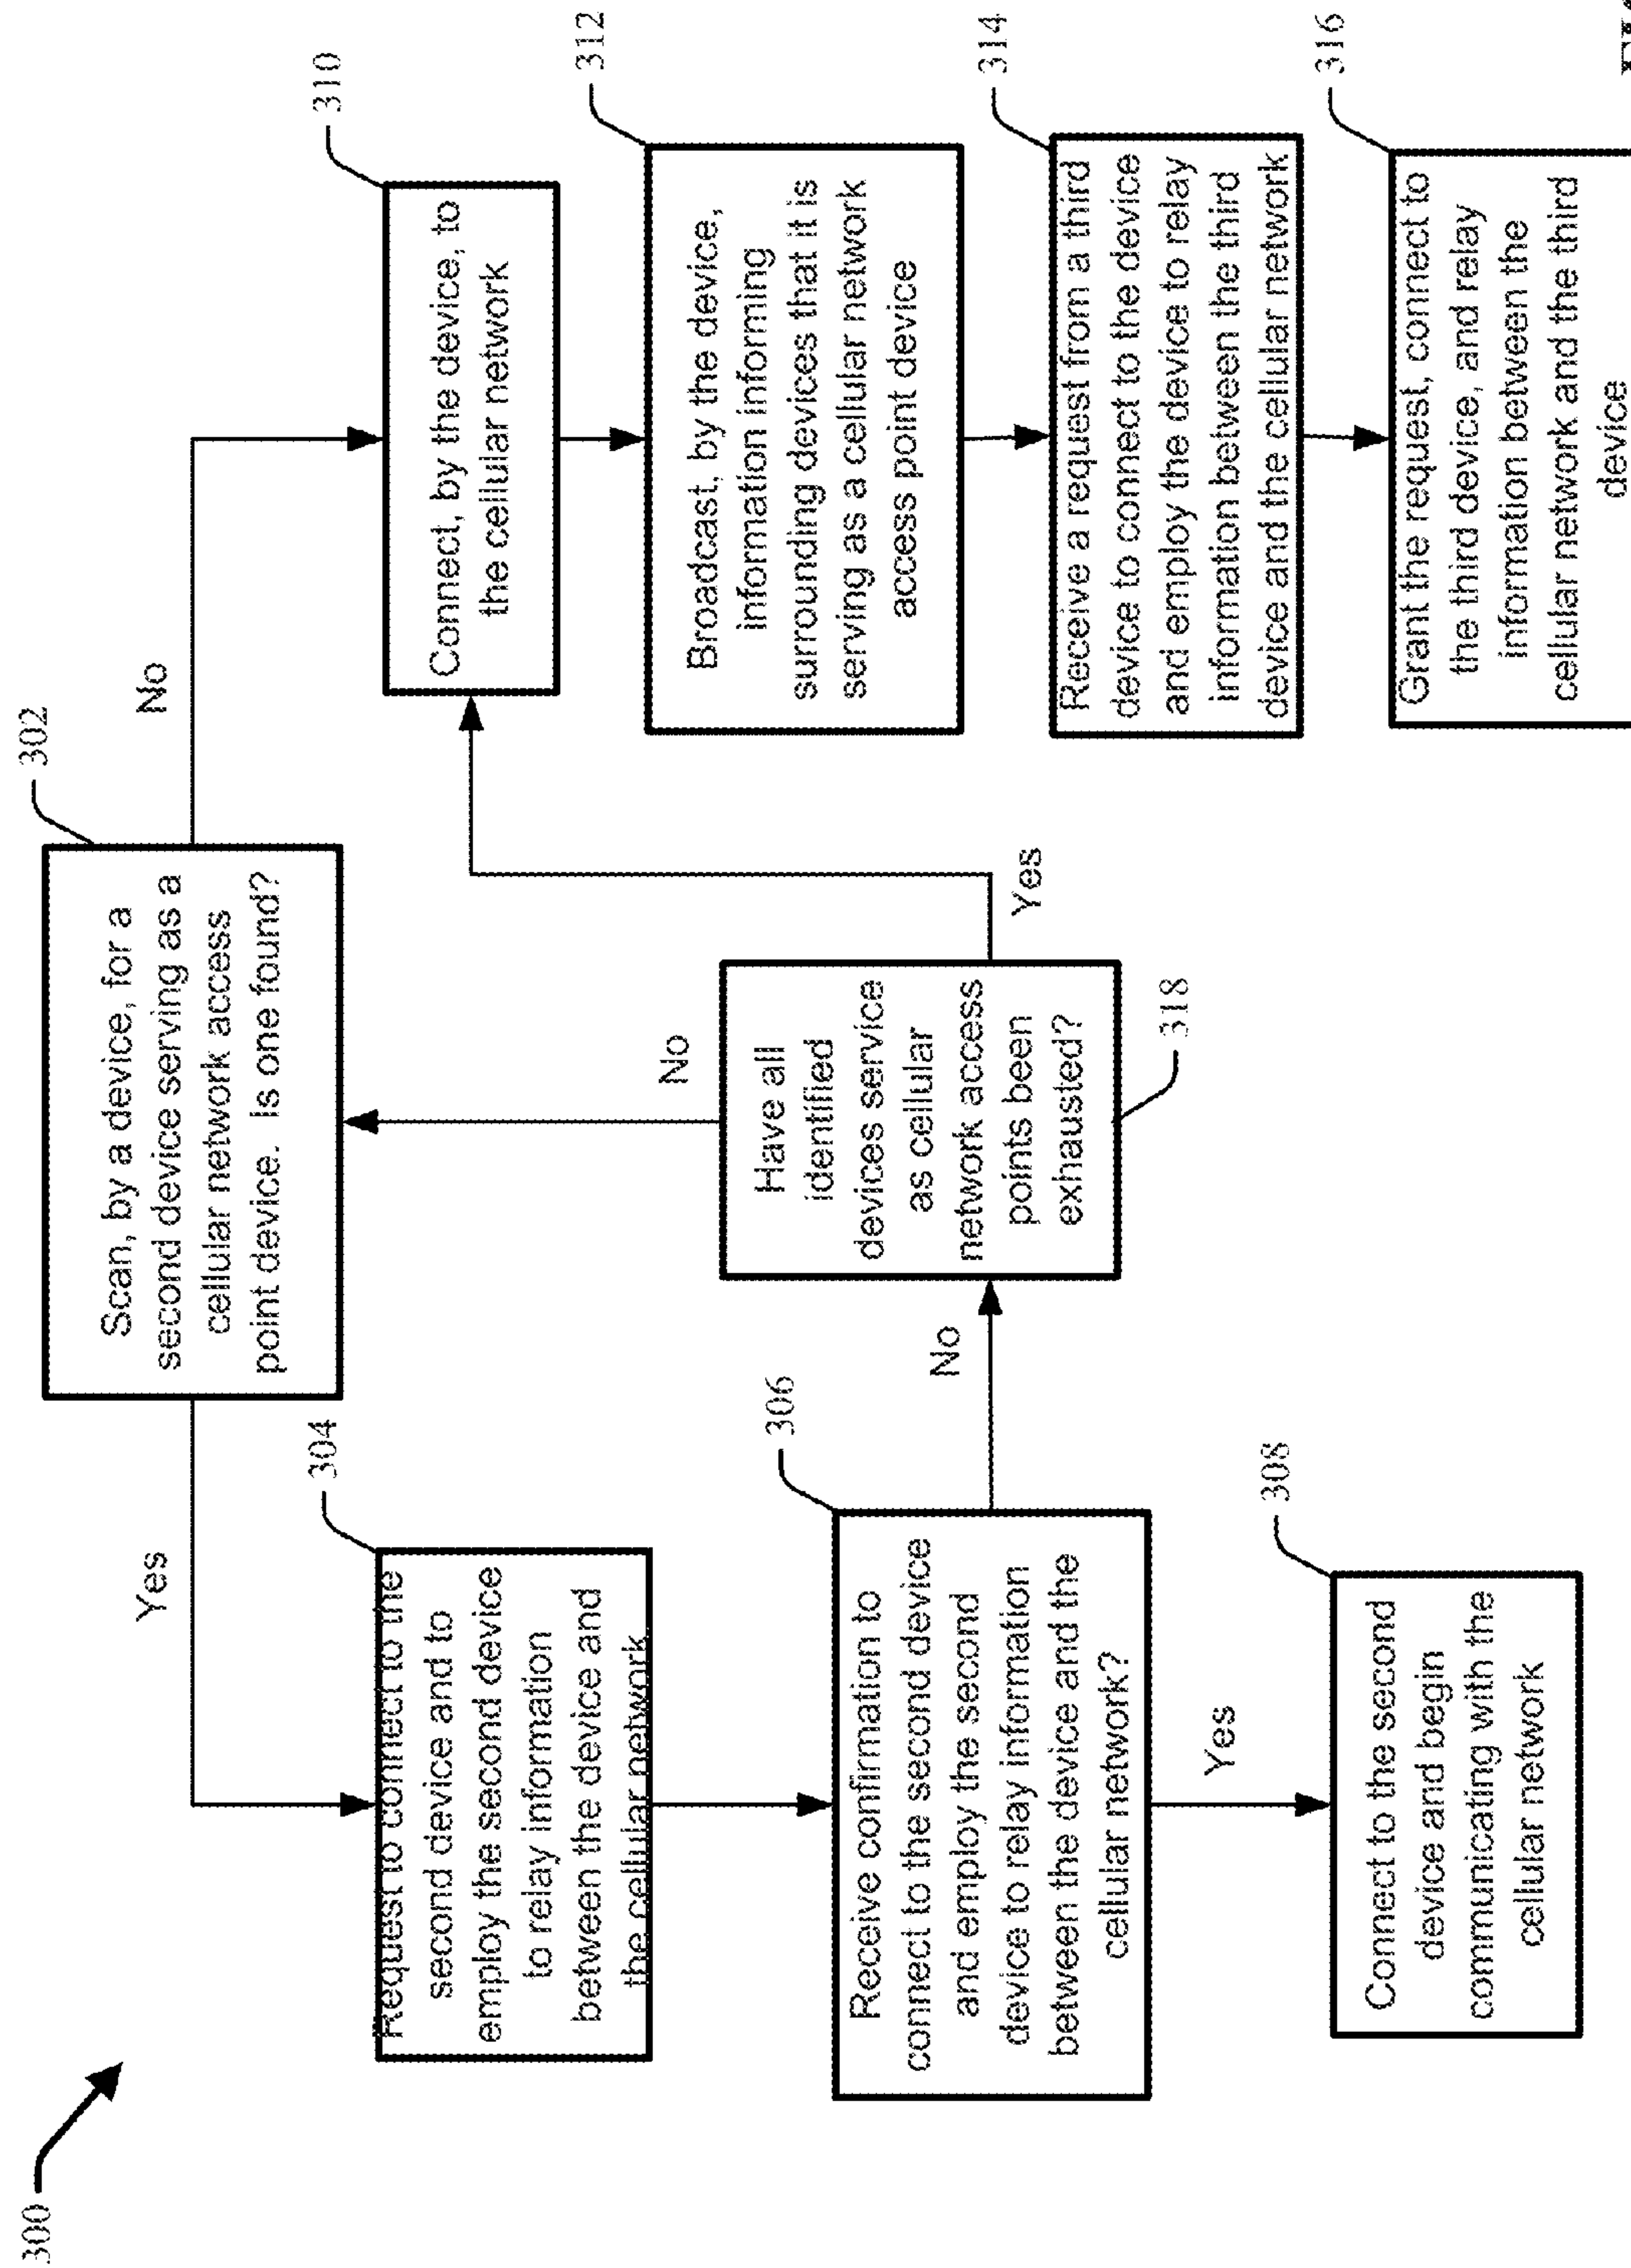 300
302
Scan, by a device, for a
second device serving as a
cellular network access
point device. Is one found?
Yes
No
304
Request to connect to the
second device and to
employ the second device
to relay information
between the device and
the cellular network
306
Receive confirmation to
connect to the second device
and employ the second
device to relay information
between the device and the
cellular network?
No
Yes
308
Connect to the second
device and begin
communicating with the
cellular network
Have all
identified
devices service
as cellular
network access
points been
exhausted?
318
No
Yes
310
Connect, by the device, to
the cellular network
312
Broadcast, by the device,
information informing
surrounding devices that it is
serving as a cellular network
access point device
314
Receive a request from a third
device to connect to the device
and employ the device to relay
information between the third
device and the cellular network
316
Grant the request, connect to
the third device, and relay
information between the
cellular network and the third
device